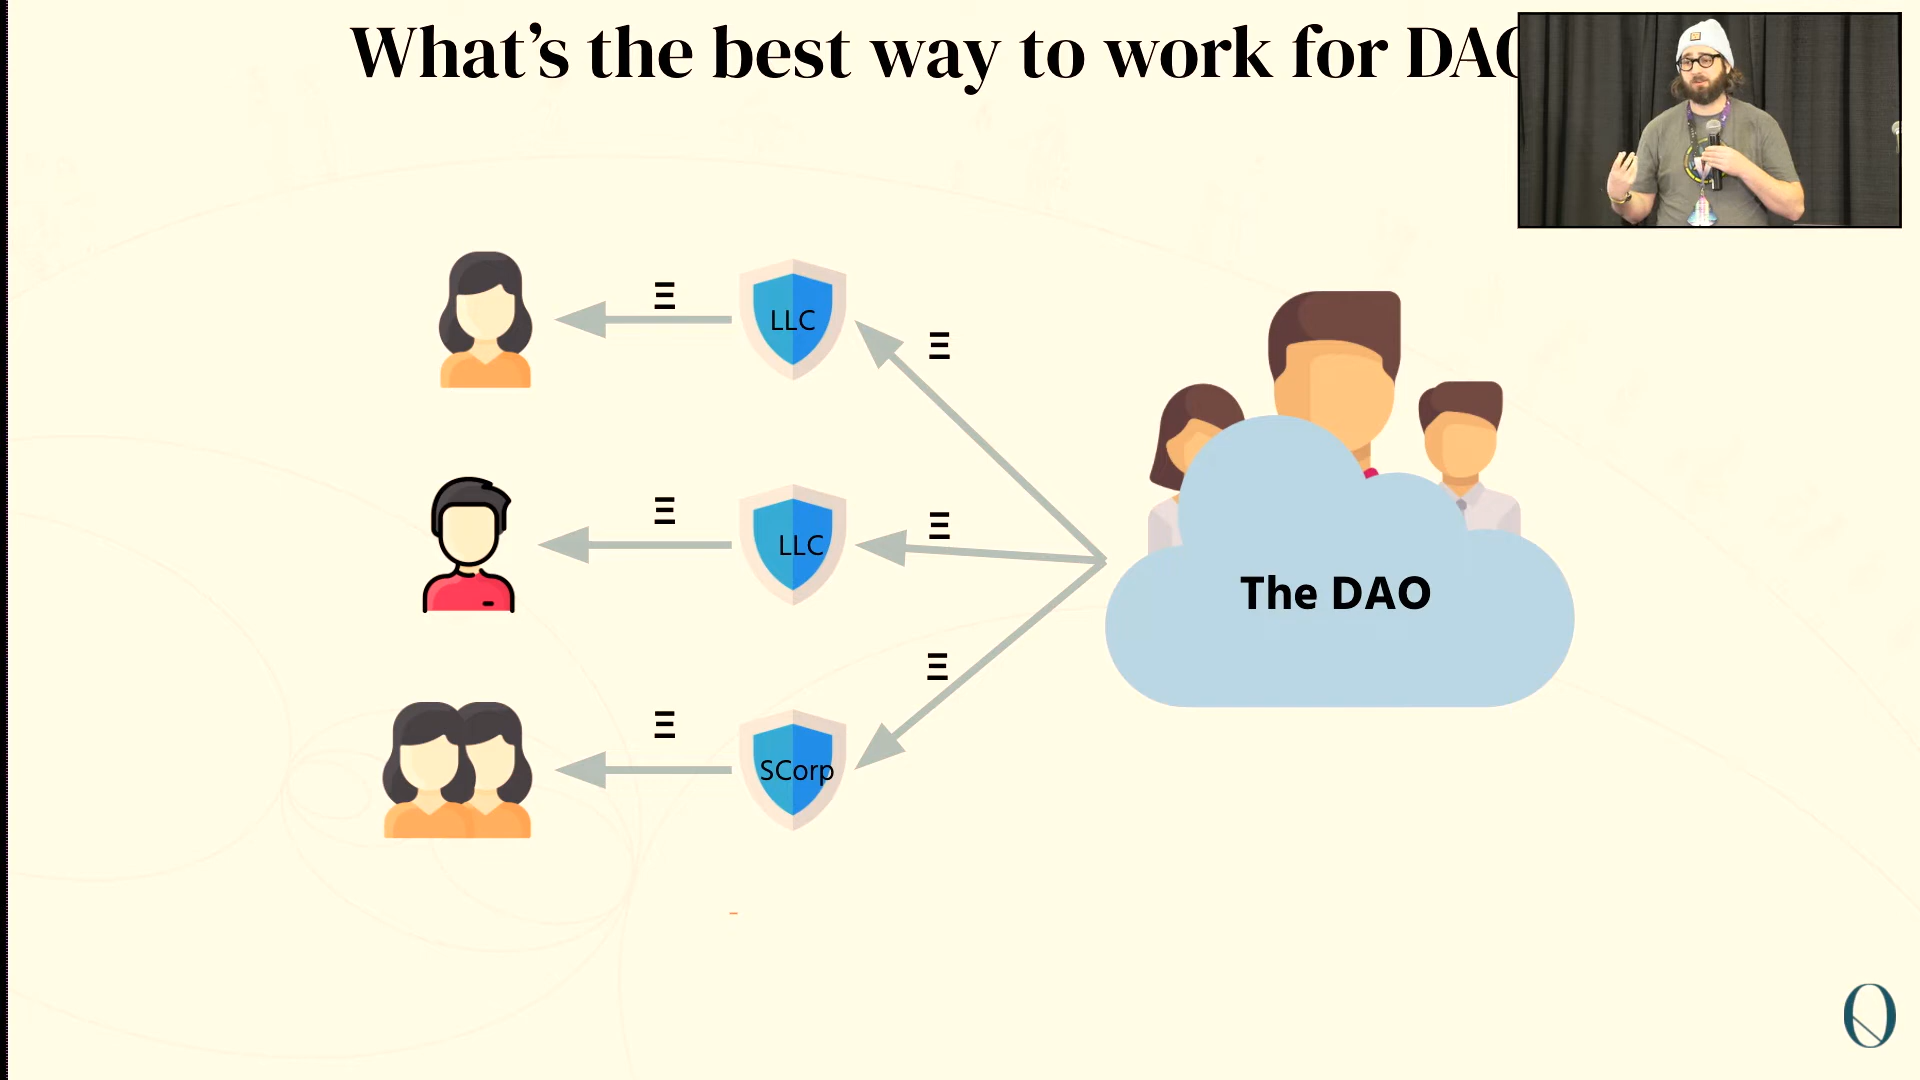 What's the best way to work for DAO
Ξ
LLC
Ξ
Ξ
LLC
Ξ
The DAO
Ξ
Ξ
SCorp